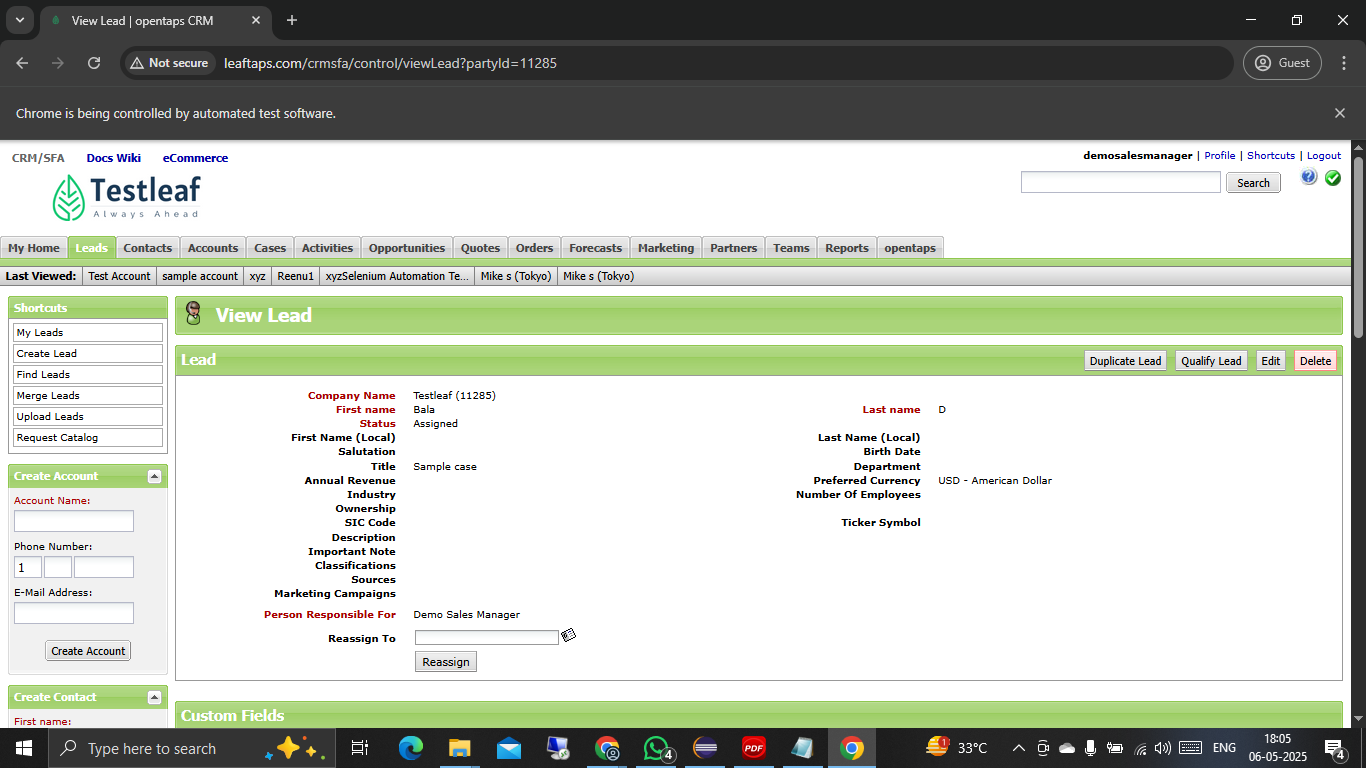 View Lead | opentaps CRM
Not secure leaftaps.com/crmsfa/control/viewLead?partyId=11285
Guest
Chrome is being controlled by automated test software.
CRM/SFA Docs Wiki eCommerce
demosalesmanager | Profile | Shortcuts | Logout
Testleaf
Always Ahead
Search
My Home Leads Contacts Accounts Cases Activities Opportunities Quotes Orders Forecasts Marketing Partners Teams Reports opentaps
Last Viewed: Test Account sample account xyz Reenu1 xyzSelenium Automation Te... Mike s (Tokyo) Mike s (Tokyo)
Shortcuts
My Leads
Create Lead
Find Leads
Merge Leads
Upload Leads
Request Catalog
Create Account
Account Name:
Phone Number:
1
E-Mail Address:
Create Account
Create Contact
First name:
View Lead
Lead
Duplicate Lead Qualify Lead Edit Delete
Company Name Testleaf (11285)
First name Bala Last name D
Status Assigned
First Name (Local) Last Name (Local)
Salutation Birth Date
Title Sample case Department
Annual Revenue Preferred Currency USD - American Dollar
Industry Number Of Employees
Ownership
SIC Code Ticker Symbol
Description
Important Note
Classifications
Sources
Marketing Campaigns
Person Responsible For Demo Sales Manager
Reassign To
Reassign
Custom Fields
Type here to search
4
PDF
1
33°C
ENG
18:05
06-05-2025
4